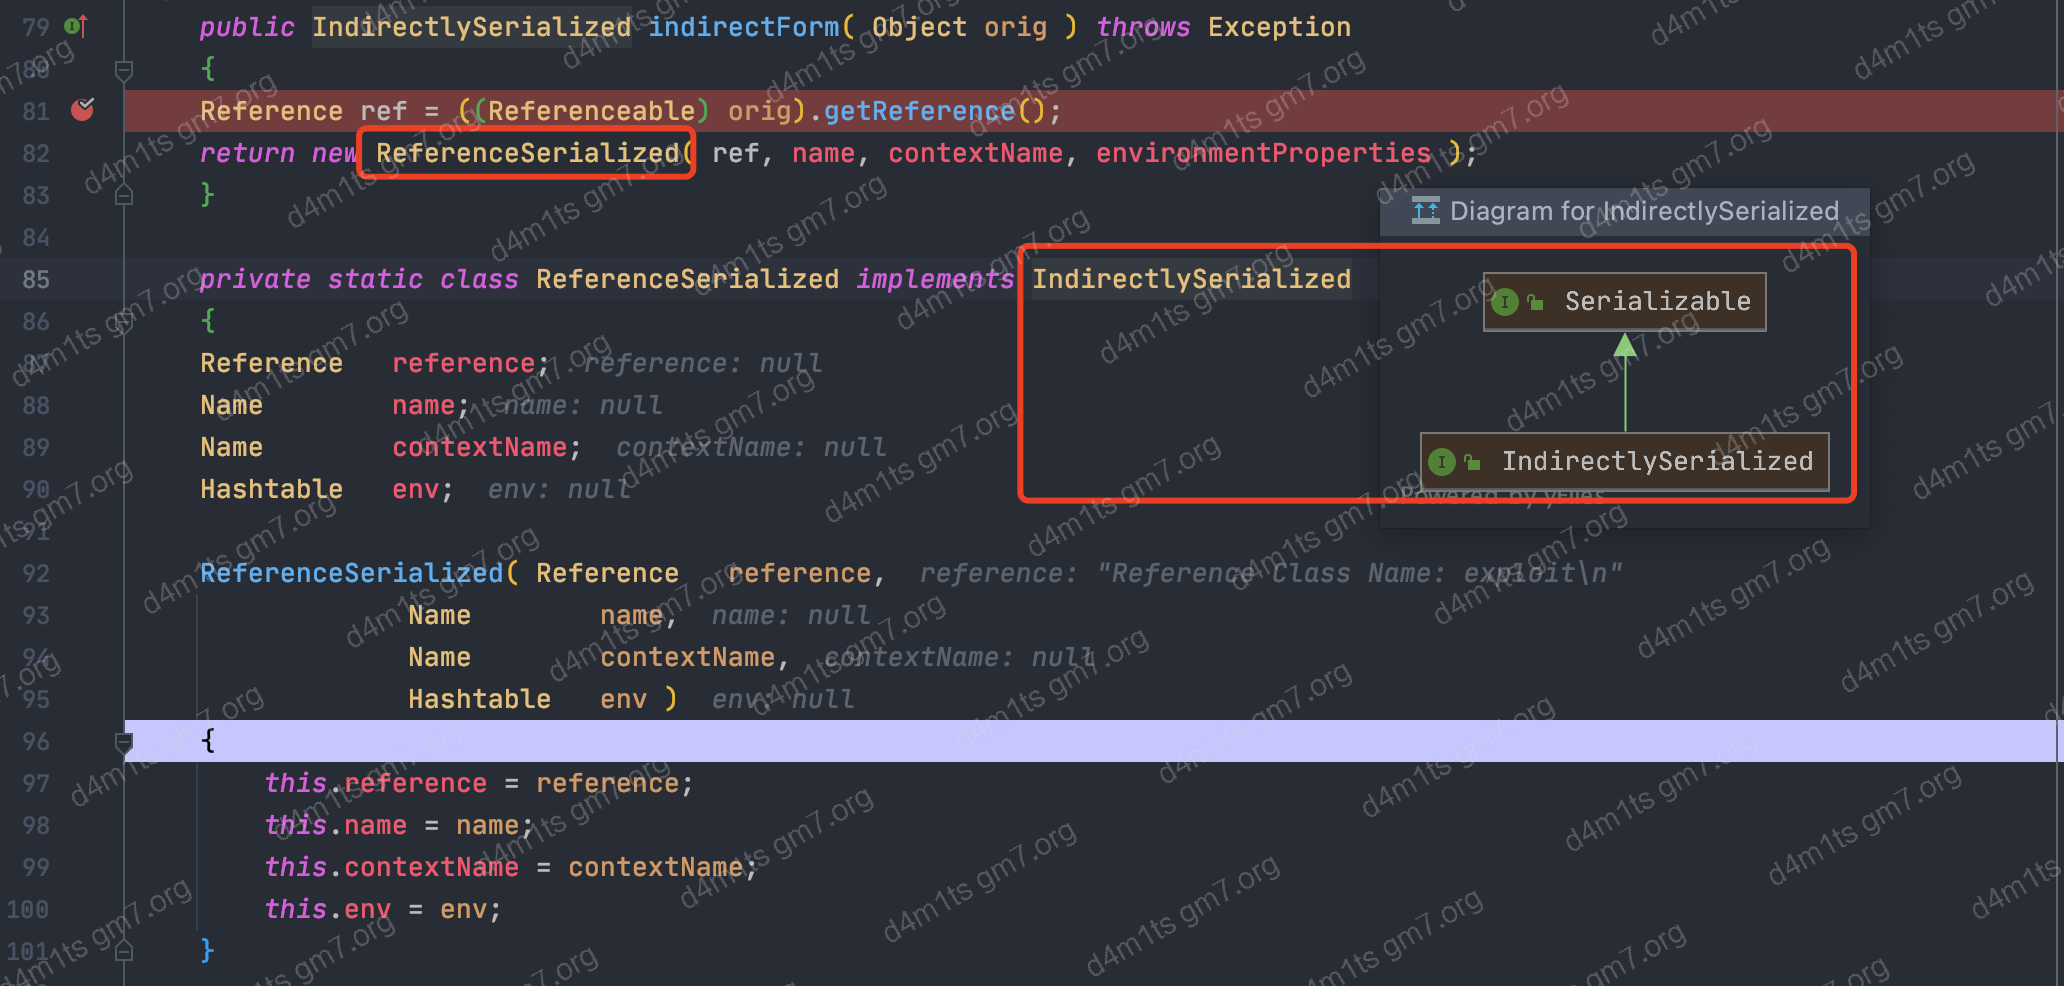 79 public IndirectlySerialized indirectForm( Object orig ) throws Exception
80 {
81 Reference ref = ((Referenceable) orig).getReference();
82 return new ReferenceSerialized( ref, name, contextName, environmentProperties );
83 }
84
Diagram for IndirectlySerialized
85 private static class ReferenceSerialized implements IndirectlySerialized
Serializable
86 {
87 Reference reference; reference: null
88 Name name; name: null
89 Name contextName; contextName: null
IndirectlySerialized
90 Hashtable env; env: null
Powered by yFiles
91
92 ReferenceSerialized( Reference reference, reference: "Reference Class Name: exploit\n"
93 Name name, name: null
94 Name contextName, contextName: null
95 Hashtable env ) env: null
96 {
97 this.reference = reference;
98 this.name = name;
99 this.contextName = contextName;
100 this.env = env;
101 }
d4m1ts gm7.org